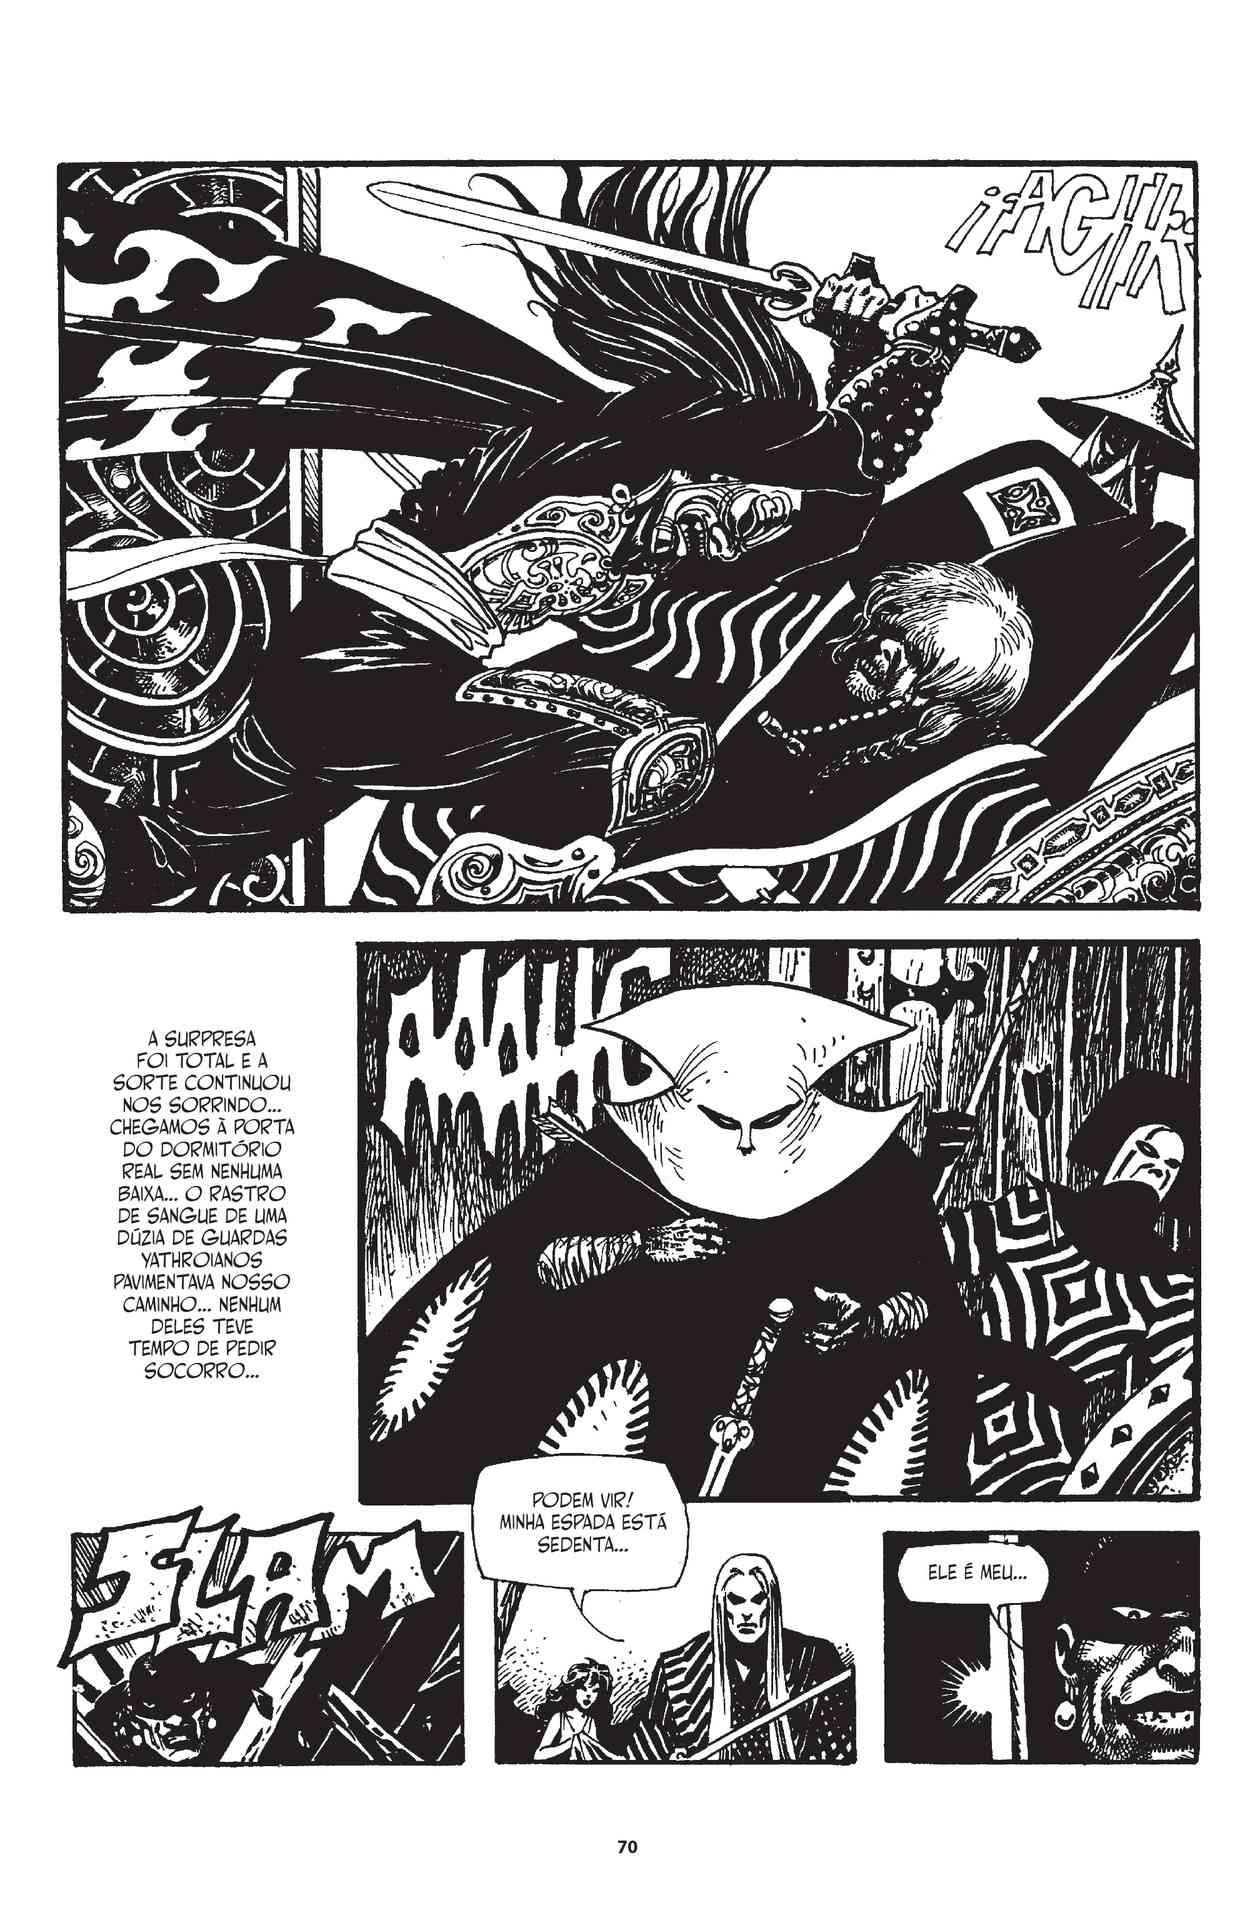 ¡AGHH!
A SURPRESA
FOI TOTAL E A
SORTE CONTINUOU
NOS SORRINDO...
CHEGAMOS À PORTA
DO DORMITÓRIO
REAL SEM NENHUMA
BAIXA... O RASTRO
DE SANGUE DE UMA
DÚZIA DE GUARDAS
YATHROIANOS
PAVIMENTAVA NOSSO
CAMINHO... NENHUM
DELES TEVE
TEMPO DE PEDIR
SOCORRO...
SLAM
PODEM VIR!
MINHA ESPADA ESTÁ
SEDENTA...
ELE É MEU...
70